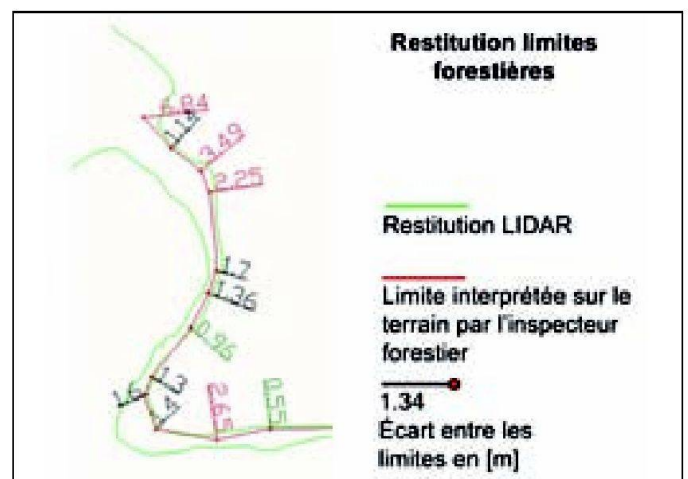 Restitution limites
forestières
6.84
3.49
2.25
1.2
1.36
0.96
1.3
1.6
2.65
0.55
Restitution LIDAR
Limite interprétée sur le
terrain par l'inspecteur
forestier
1.34
Écart entre les
limites en [m]